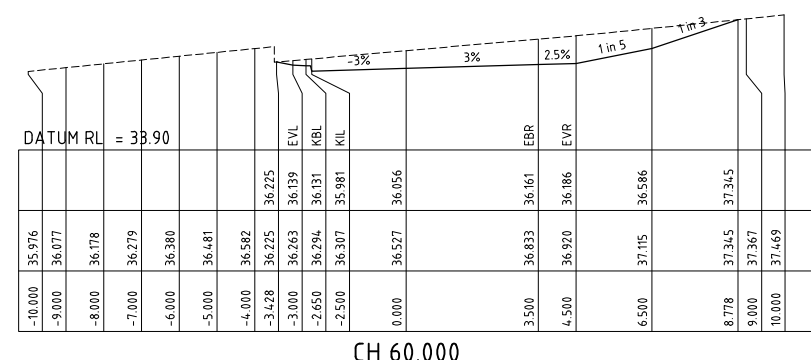 -3% 3% 2.5% 1 in 5 1 in 3
DATUM RL = 33.90 EVL KBL KIL EBR EVR
36.225 36.139 36.131 35.981 36.056 36.161 36.186 36.586 37.345
35.976 36.077 36.178 36.279 36.380 36.481 36.582 36.225 36.263 36.294 36.307 36.527 36.833 36.920 37.115 37.345 37.367 37.469
-10.000 -9.000 -8.000 -7.000 -6.000 -5.000 -4.000 -3.428 -3.000 -2.650 -2.500 0.000 3.500 4.500 6.500 8.778 9.000 10.000
CH 60.000